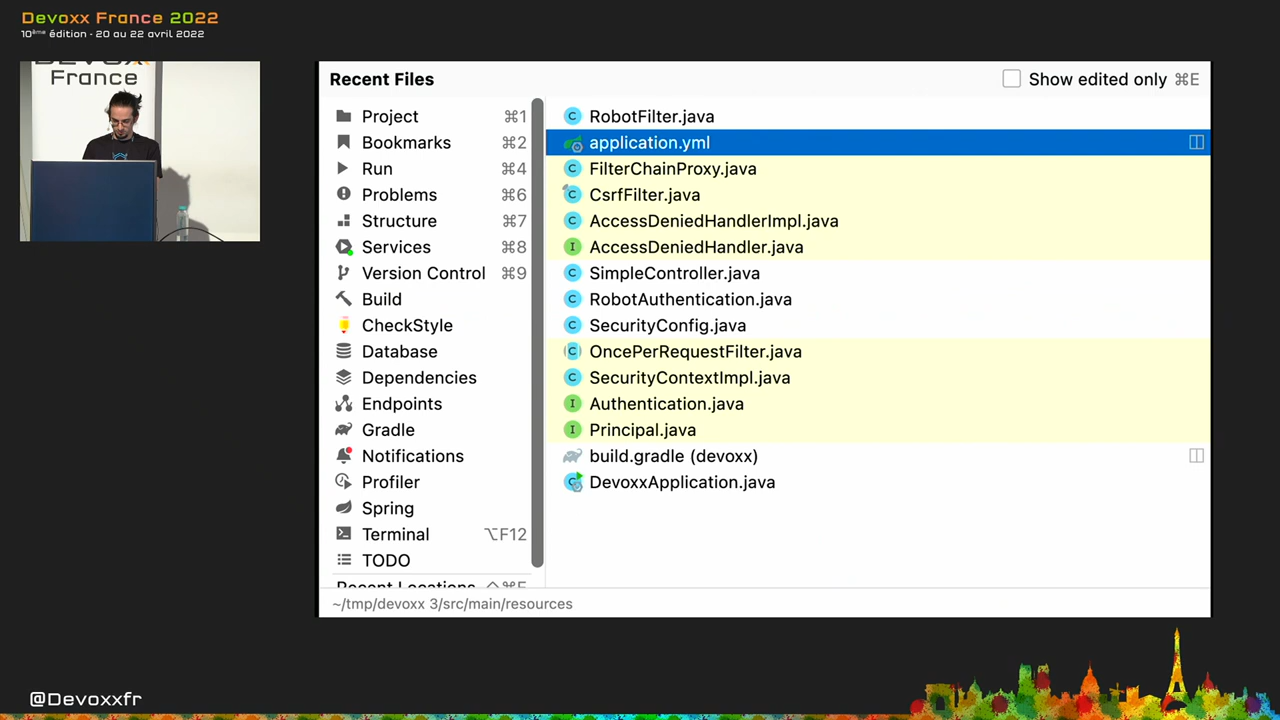 Devoxx France 2022
10ème édition - 20 au 22 avril 2022
France
Recent Files
Show edited only ⌘E
Project ⌘1
Bookmarks ⌘2
Run ⌘4
Problems ⌘6
Structure ⌘7
Services ⌘8
Version Control ⌘9
Build
CheckStyle
Database
Dependencies
Endpoints
Gradle
Notifications
Profiler
Spring
Terminal ⌥F12
TODO
Recent Locations ⇧⌘E
RobotFilter.java
application.yml
FilterChainProxy.java
CsrfFilter.java
AccessDeniedHandlerImpl.java
AccessDeniedHandler.java
SimpleController.java
RobotAuthentication.java
SecurityConfig.java
OncePerRequestFilter.java
SecurityContextImpl.java
Authentication.java
Principal.java
build.gradle (devoxx)
DevoxxApplication.java
~/tmp/devoxx 3/src/main/resources
@Devoxxfr